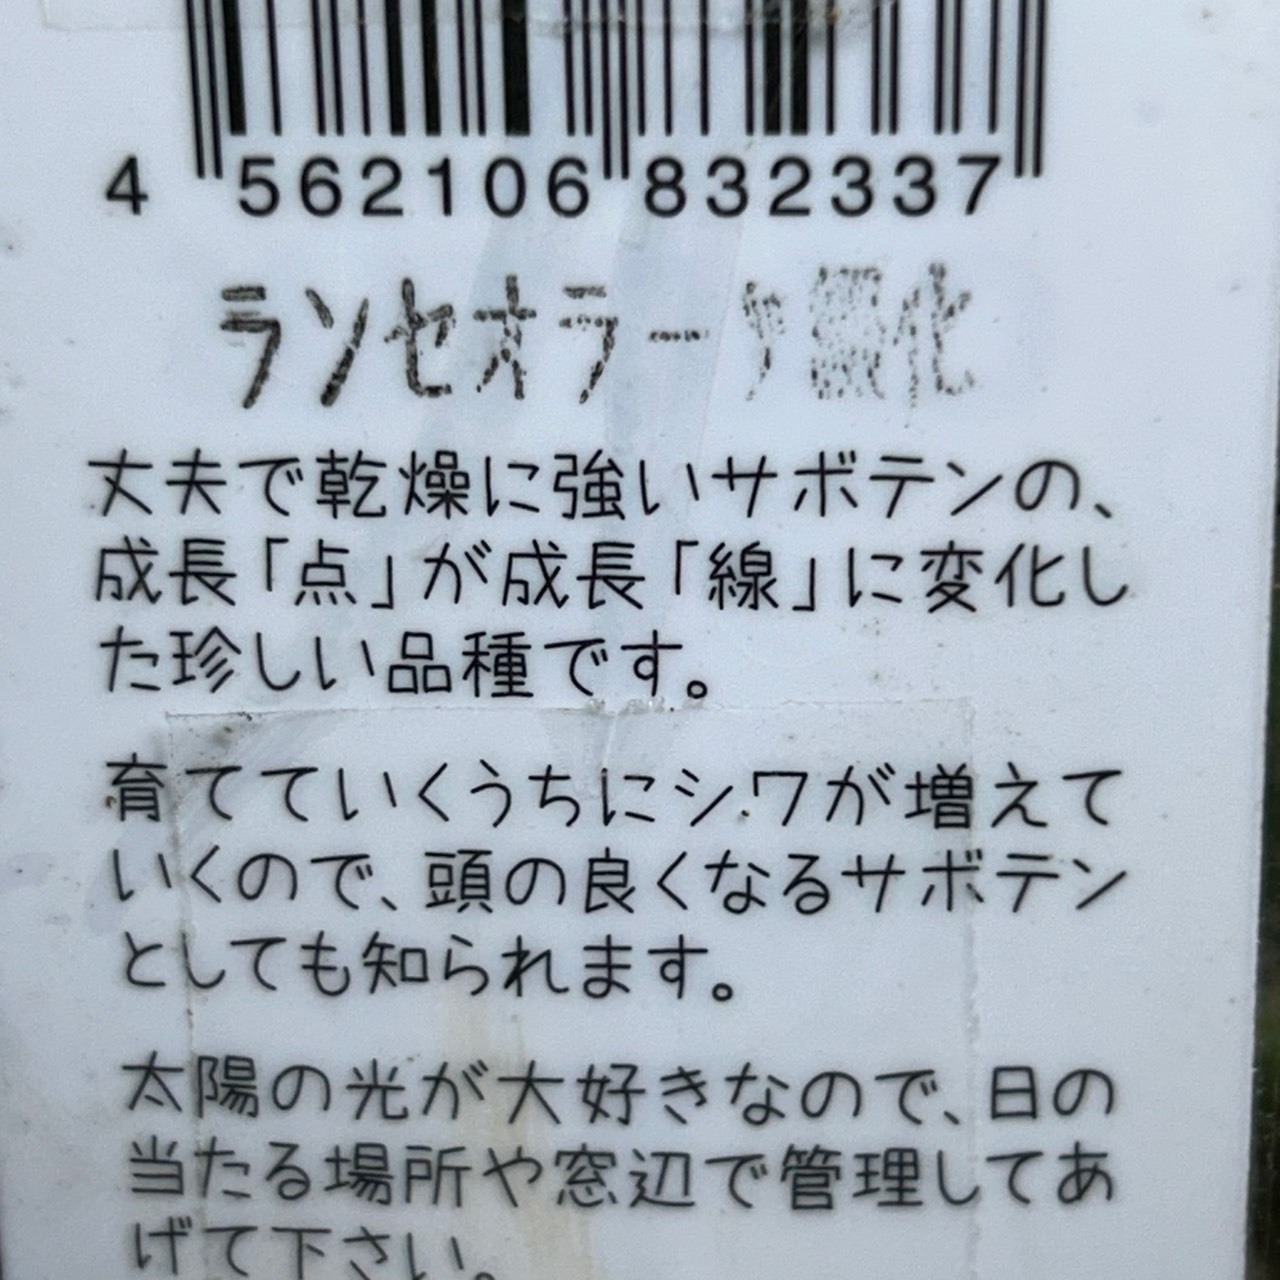 4 562106 832337
ランセオラータ綴化
丈夫で乾燥に強いサボテンの、
成長「点」が成長「線」に変化し
た珍しい品種です。
育てていくうちにシワが増えて
いくので、頭の良くなるサボテン
としても知られます。
太陽の光が大好きなので、日の
当たる場所や窓辺で管理してあ
げて下さい。